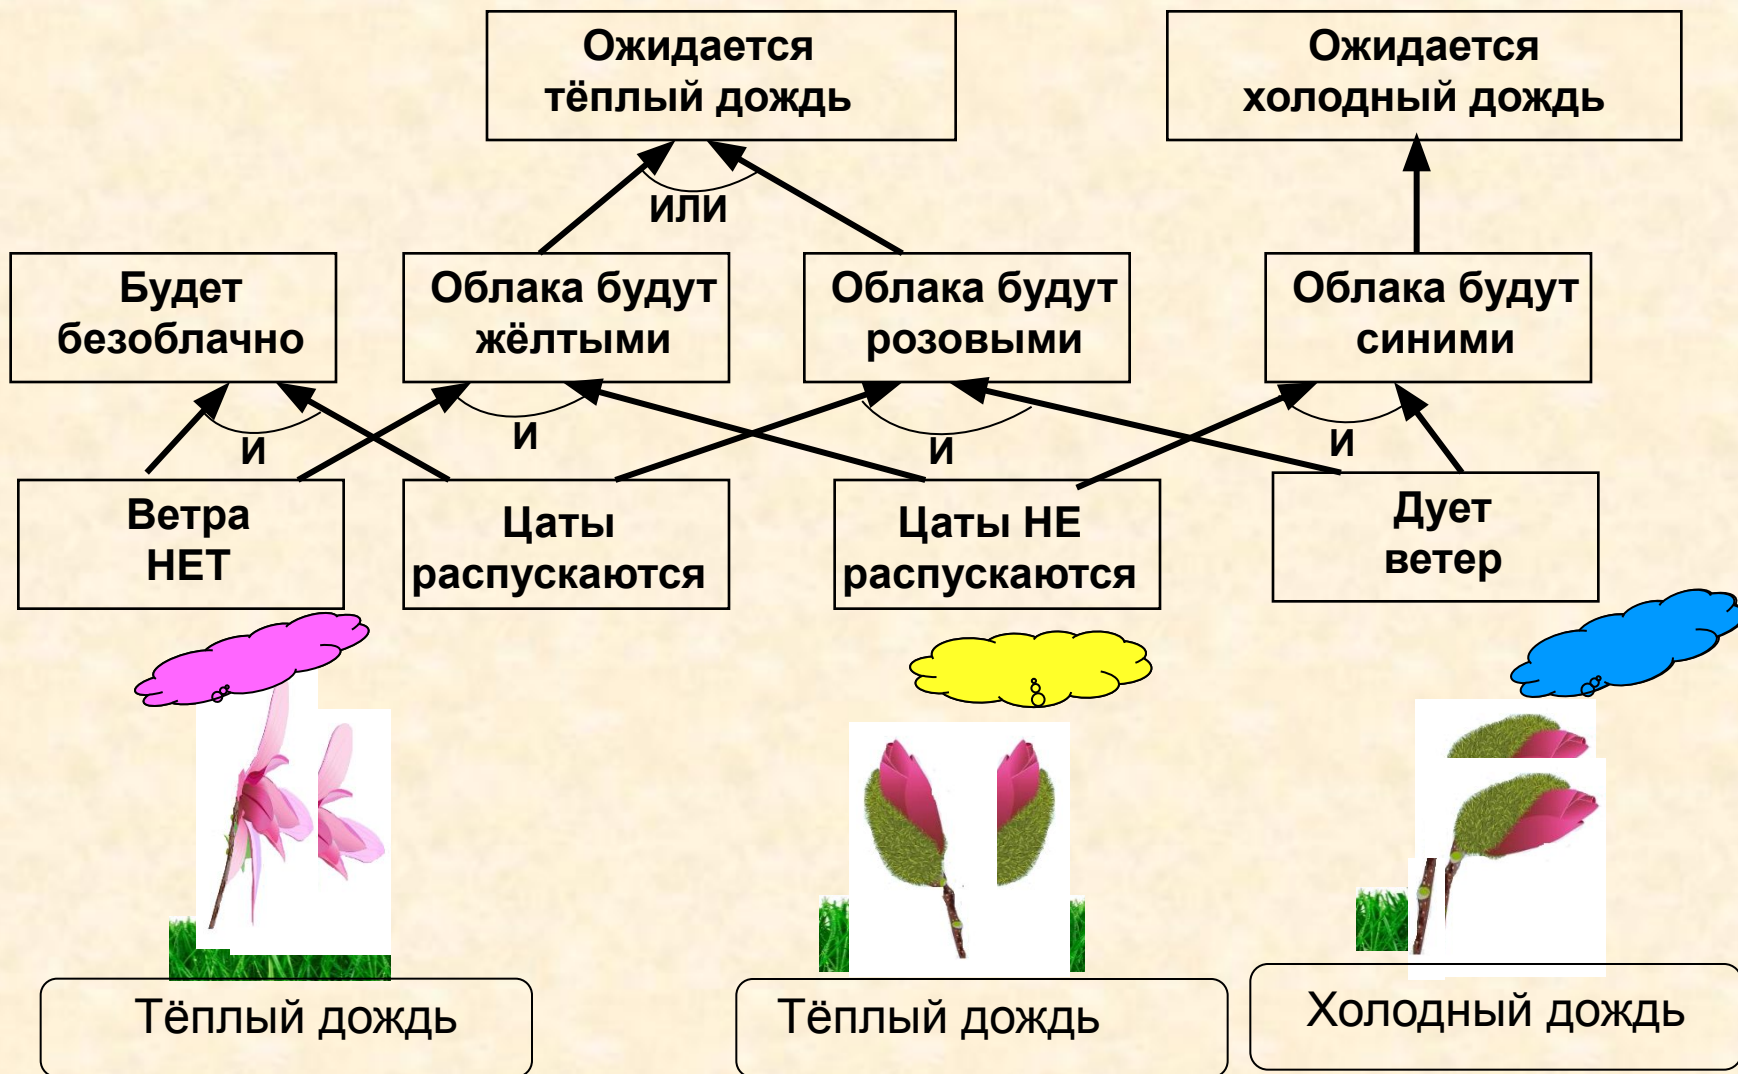 Ожидается
тёплый дождь
Ожидается
холодный дождь
ИЛИ
Будет
безоблачно
Облака будут
жёлтыми
Облака будут
розовыми
Облака будут
синими
И
И
И
И
Ветра
НЕТ
Цаты
распускаются
Цаты НЕ
распускаются
Дует
ветер
Тёплый дождь
Тёплый дождь
Холодный дождь